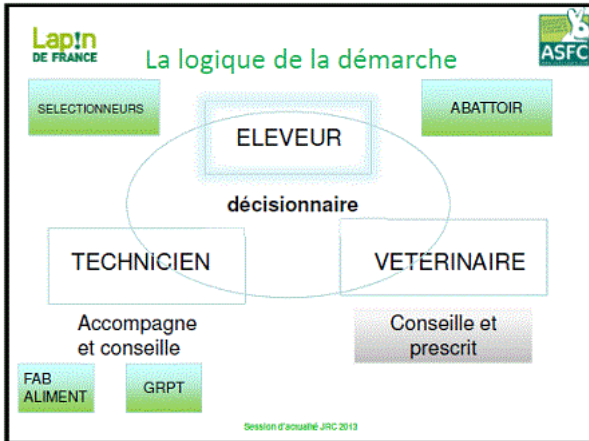 Lap!n
DE FRANCE
La logique de la démarche
ASFC
SELECTIONNEURS
ABATTOIR
ELEVEUR
décisionnaire
TECHNICIEN
VETERINAIRE
Accompagne
et conseille
Conseille et
prescrit
FAB
ALIMENT
GRPT
Session d'actualité JRC 2013